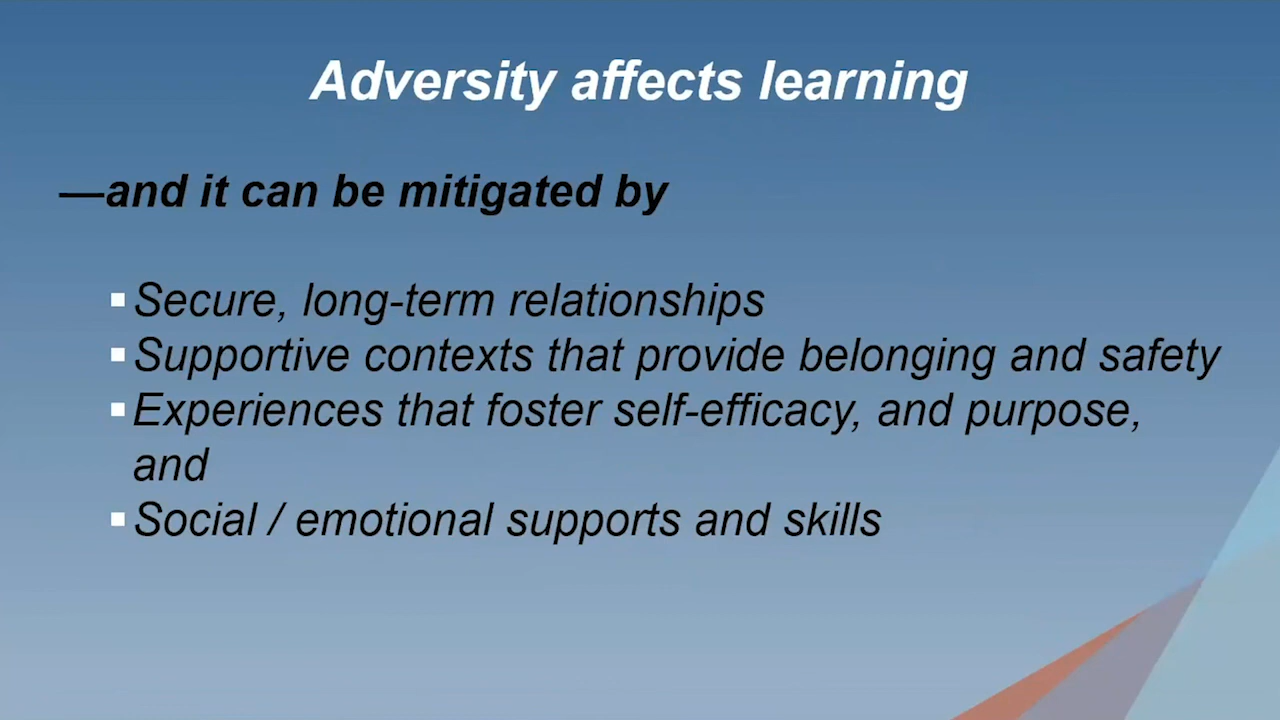 Adversity affects learning
—and it can be mitigated by
▪Secure, long-term relationships
▪Supportive contexts that provide belonging and safety
▪Experiences that foster self-efficacy, and purpose,
and
▪Social / emotional supports and skills